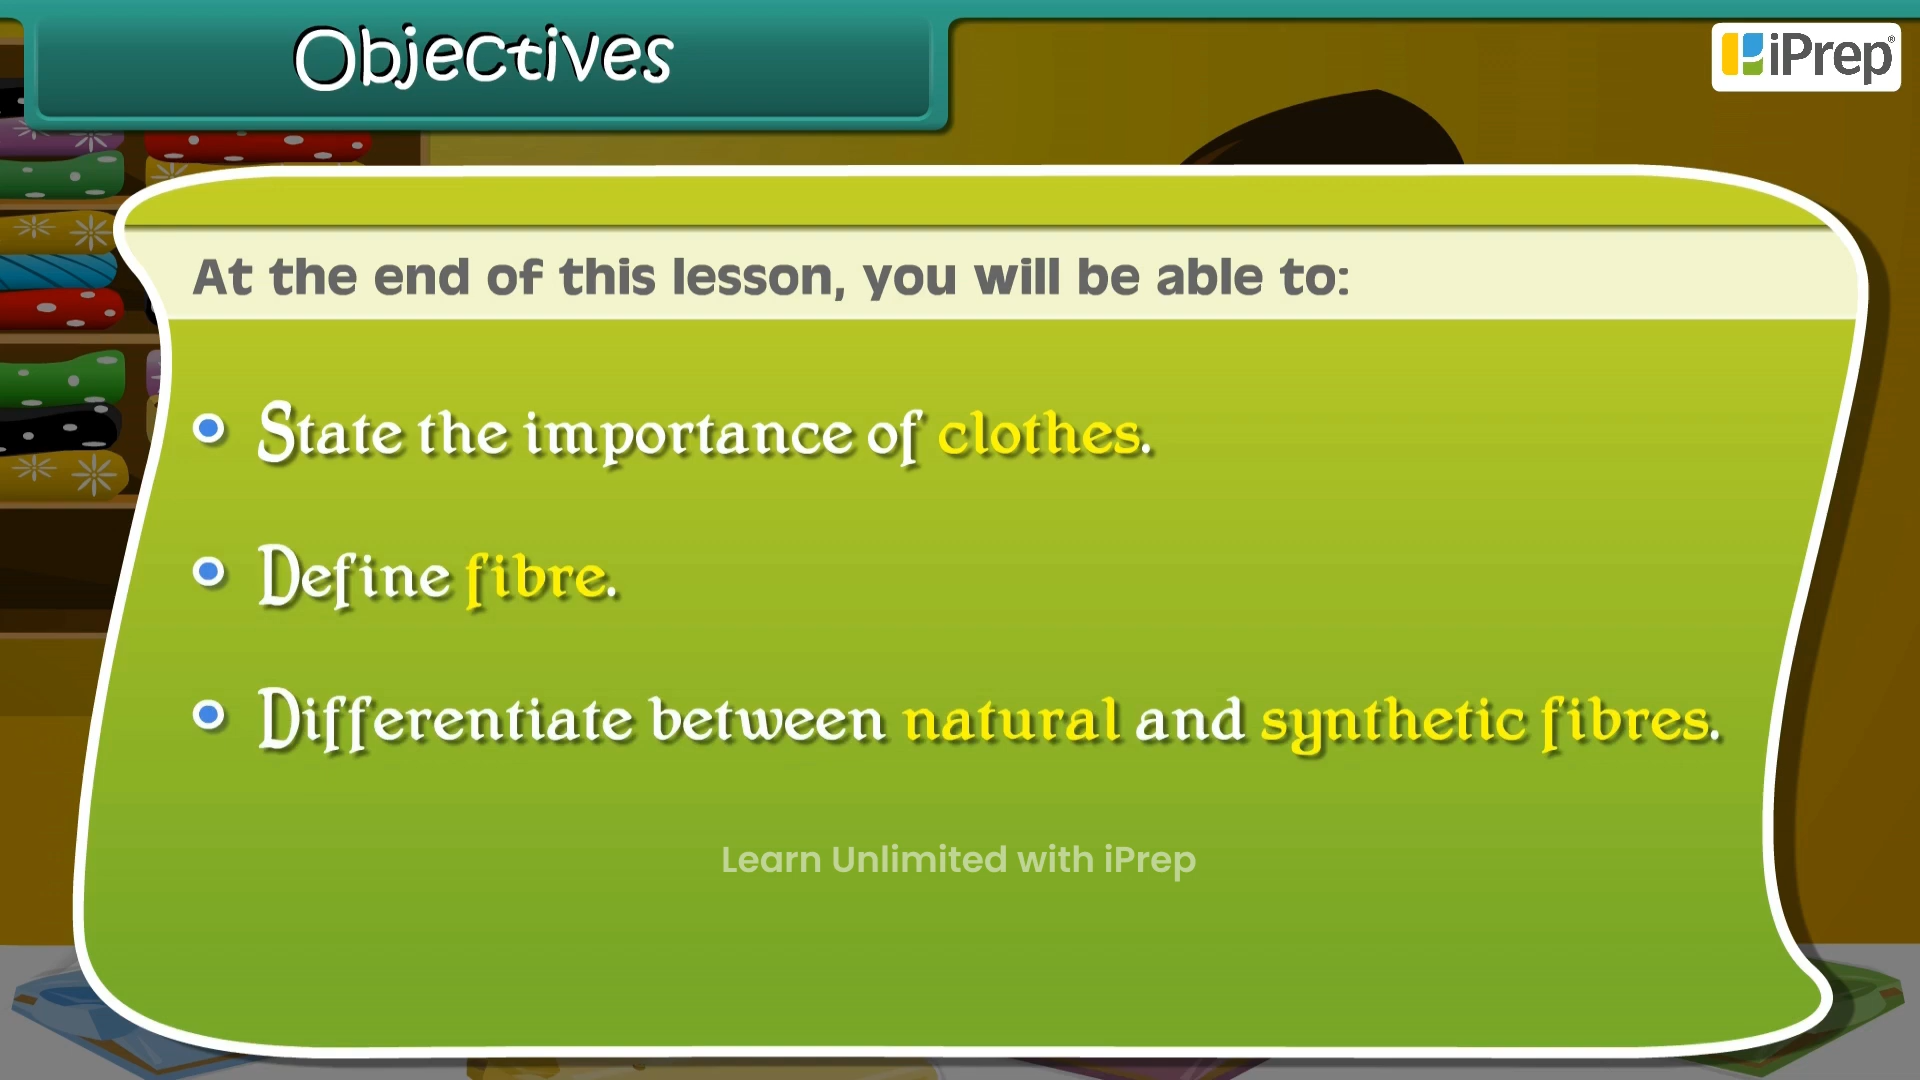 Objectives
iPrep®
At the end of this lesson, you will be able to:
State the importance of clothes.
Define fibre.
Differentiate between natural and synthetic fibres.
Learn Unlimited with iPrep